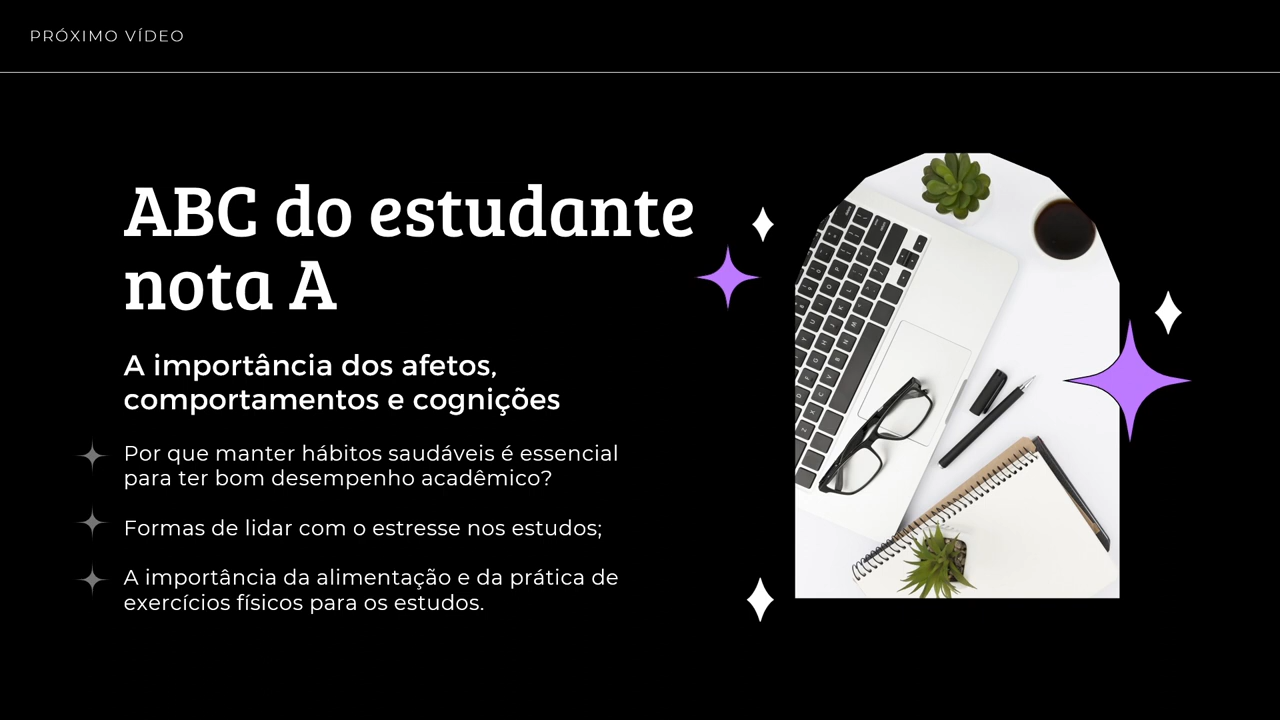 PRÓXIMO VÍDEO
ABC do estudante
nota A
A importância dos afetos,
comportamentos e cognições
Por que manter hábitos saudáveis é essencial
para ter bom desempenho acadêmico?
Formas de lidar com o estresse nos estudos;
A importância da alimentação e da prática de
exercícios físicos para os estudos.